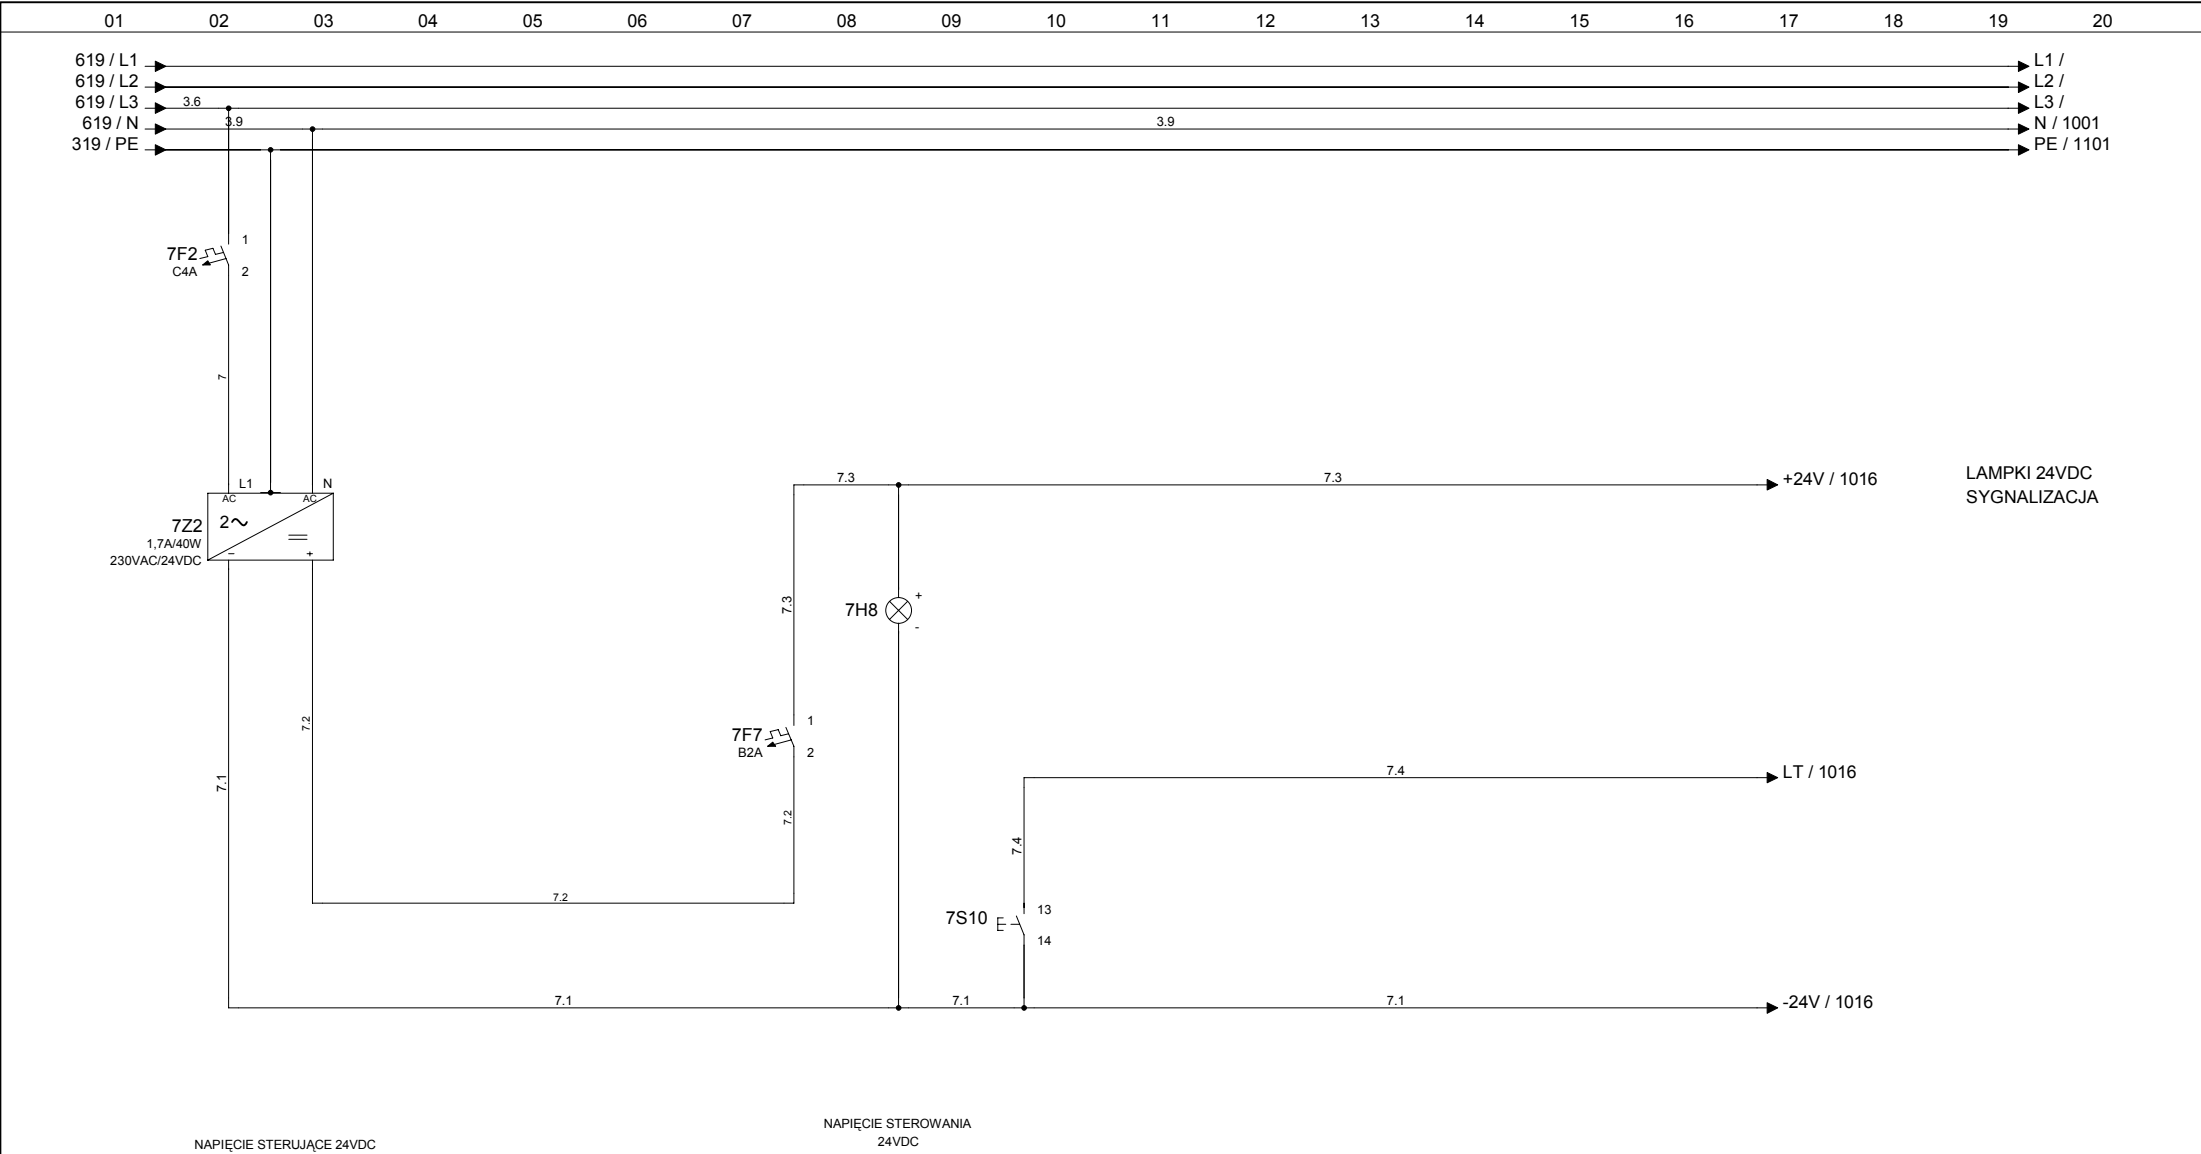 01 02 03 04 05 06 07 08 09 10 11 12 13 14 15 16 17 18 19 20
619 / L1 L1 /
619 / L2 L2 /
619 / L3 3.6 L3 /
619 / N 3.9 3.9 N / 1001
319 / PE PE / 1101
1
7F2
C4A 2
7
L1 N
AC AC
7Z2 2
1,7A/40W
230VAC/24VDC
− +
7.3 7.3 +24V / 1016
LAMPKI 24VDC
SYGNALIZACJA
7.3
7H8 +
-
7.2
1
7F7
B2A 2
7.1
7.4 LT / 1016
7.2
7.4
7.2
13
7S10
14
7.1 7.1 7.1 -24V / 1016
NAPIĘCIE STEROWANIA
24VDC
NAPIĘCIE STERUJĄCE 24VDC